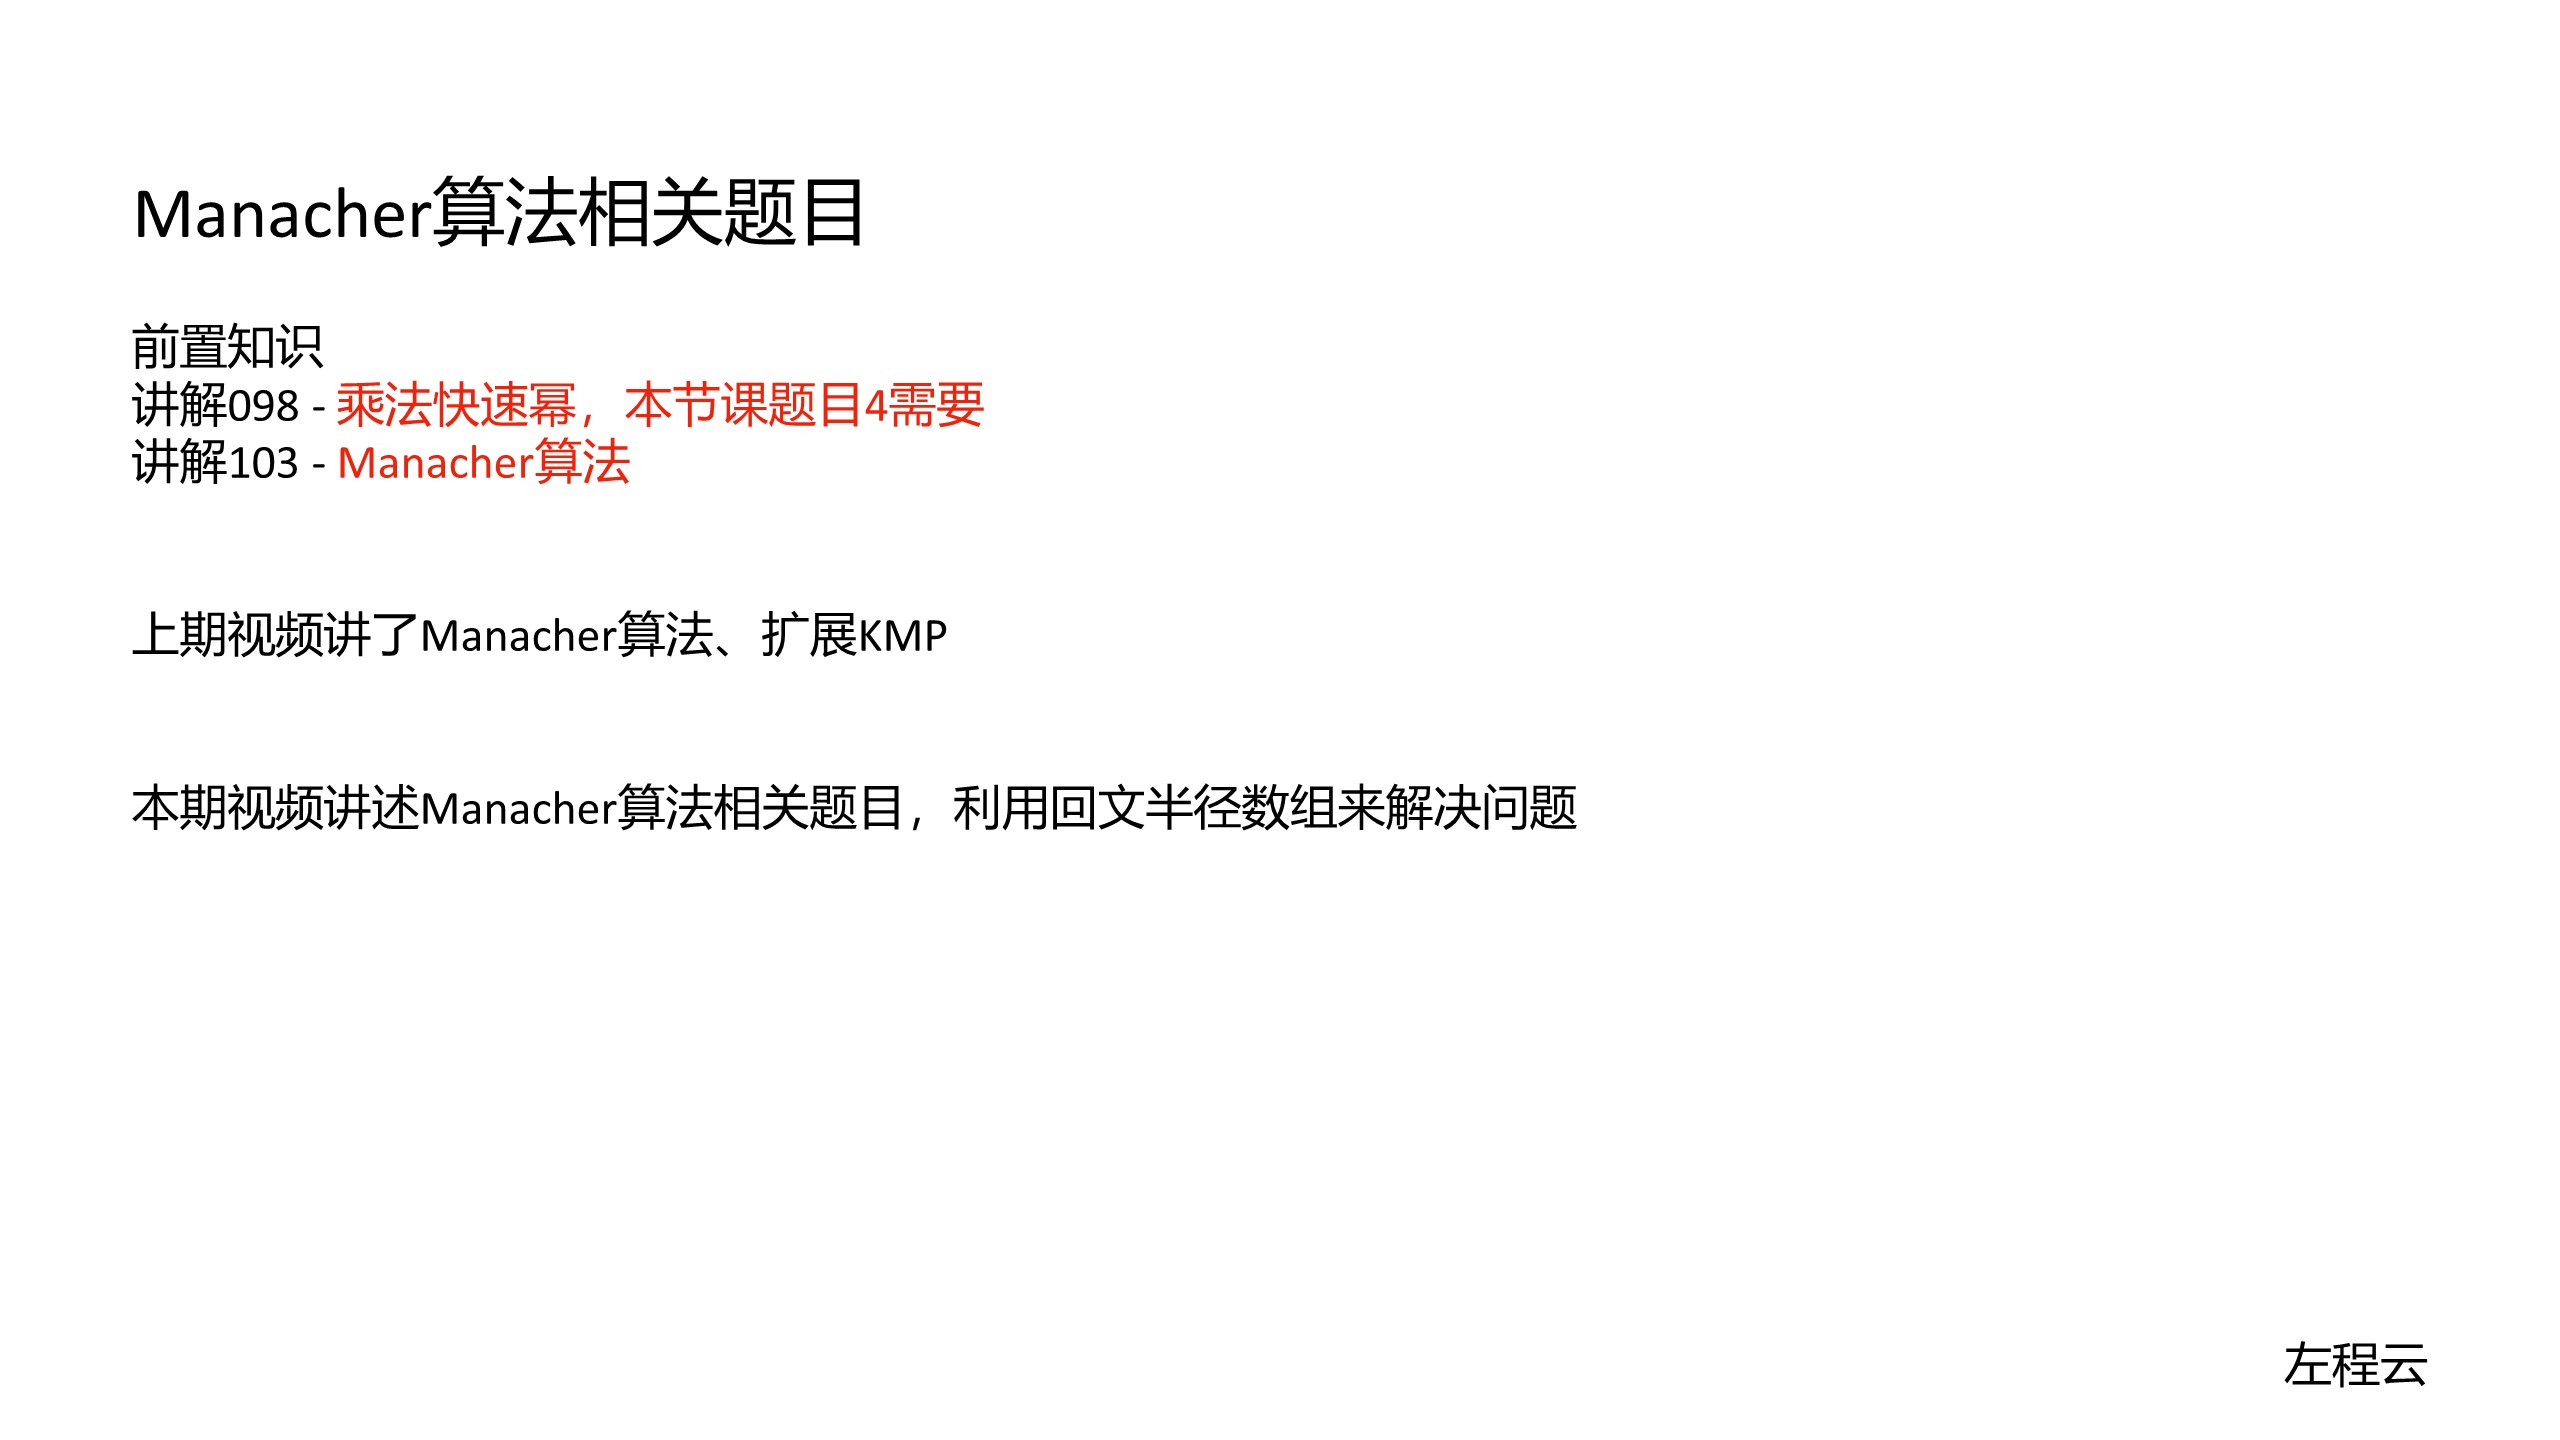 Manacher算法相关题目
前置知识
讲解098 - 乘法快速幂，本节课题目4需要
讲解103 - Manacher算法
上期视频讲了Manacher算法、扩展KMP
本期视频讲述Manacher算法相关题目，利用回文半径数组来解决问题
左程云